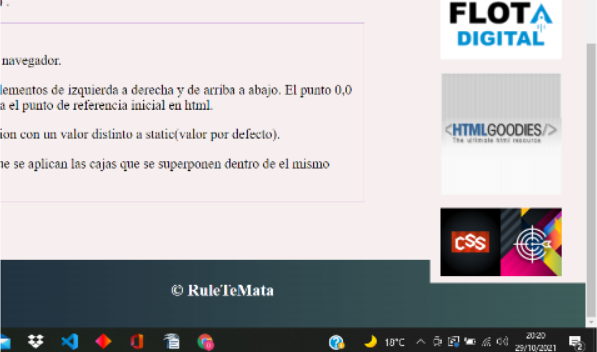 navegador.
lementos de izquierda a derecha y de arriba a abajo. El punto 0,0
a el punto de referencia inicial en html.
ion con un valor distinto a static(valor por defecto).
ue se aplican las cajas que se superponen dentro de el mismo
FLOTA
DIGITAL
<HTMLGOODIES/>
The ultimate html resource
CSS
© RuleTeMata
18°C
20:20
29/10/2021
2